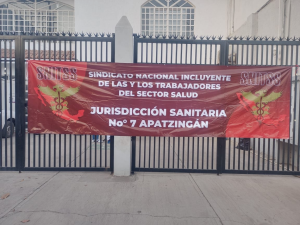 SINDICATO NACIONAL INCLUYENTE
DE LAS Y LOS TRABAJADORES
DEL SECTOR SALUD
JURISDICCIÓN SANITARIA
No° 7 APATZINGÁN